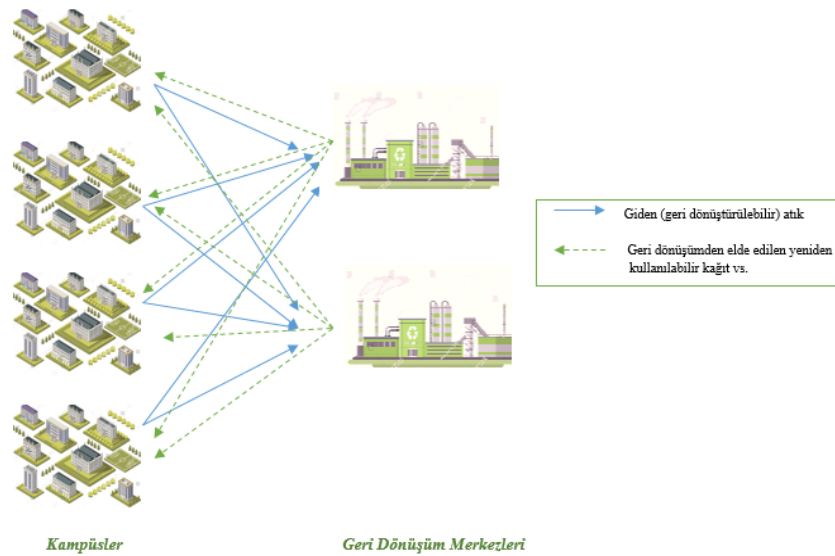 Giden (geri dönüştürülebilir) atık
Geri dönüşümden elde edilen yeniden
kullanılabilir kağıt vs.
Kampüsler
Geri Dönüşüm Merkezleri